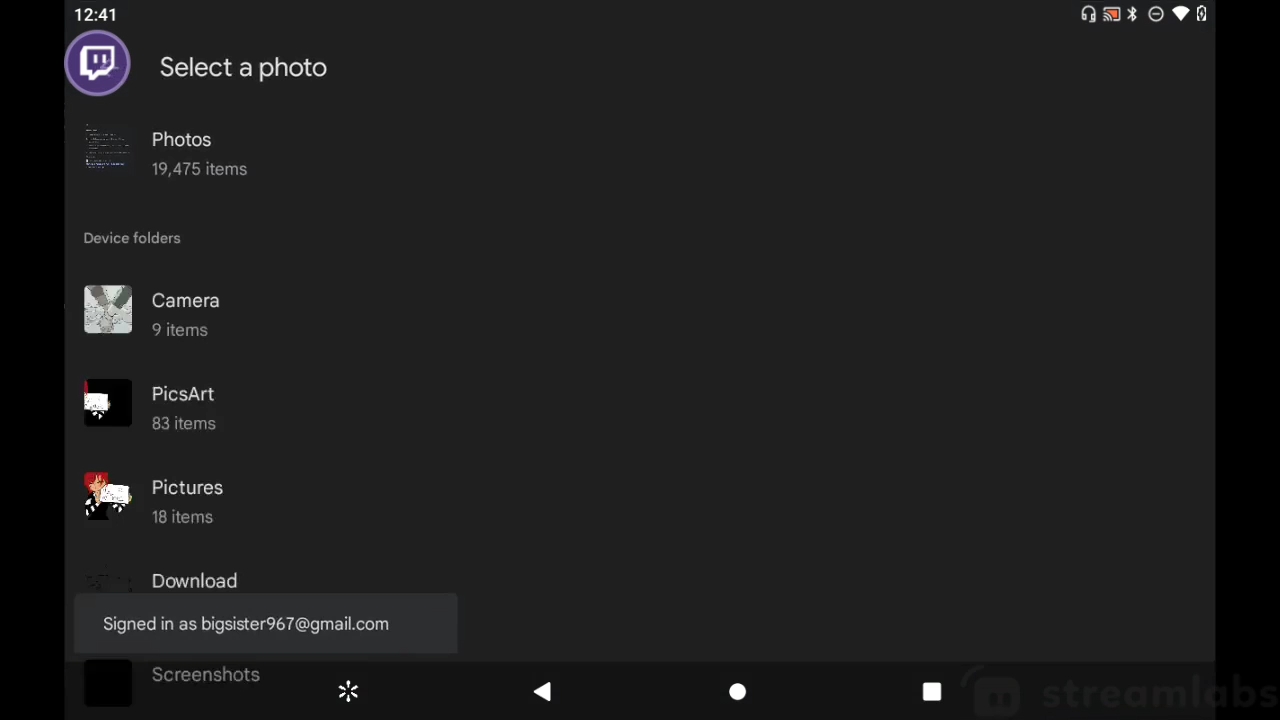 12:41
Select a photo
Photos
19,475 items
Device folders
Camera
9 items
PicsArt
83 items
Pictures
18 items
Download
Signed in as bigsister967@gmail.com
Screenshots
streamlabs